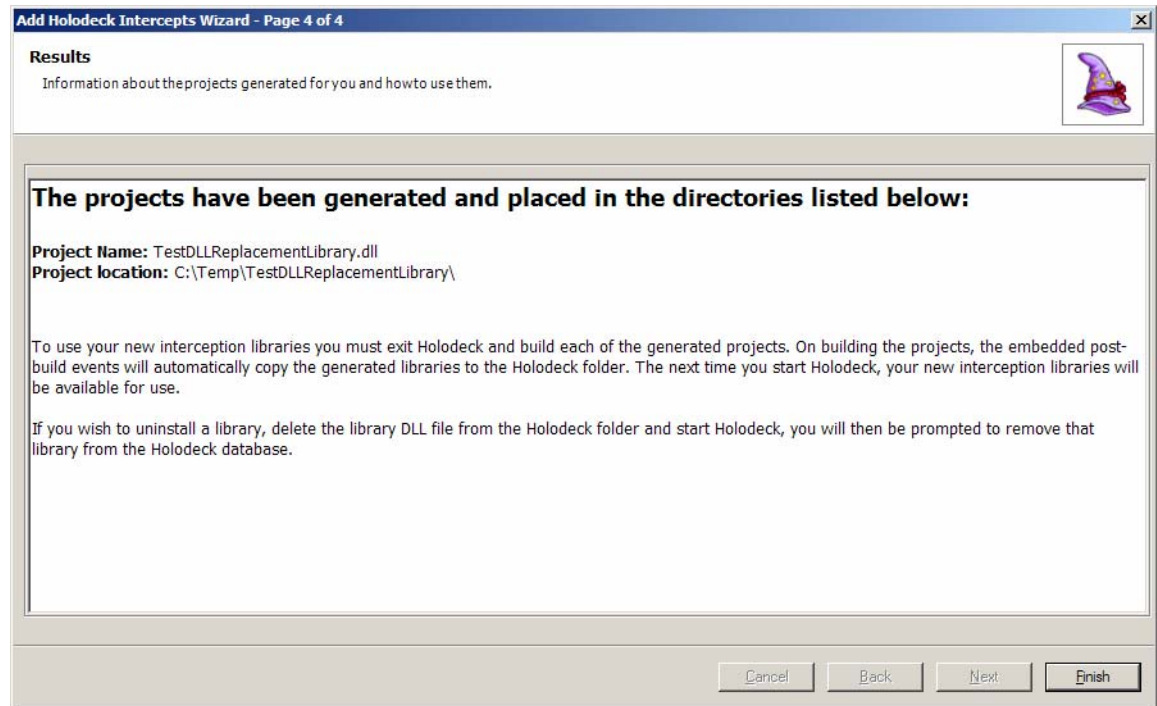 Add Holodeck Intercepts Wizard - Page 4 of 4
Results
Information about the projects generated for you and how to use them.
The projects have been generated and placed in the directories listed below:
Project Name: TestDLLReplacementLibrary.dll
Project location: C:\Temp\TestDLLReplacementLibrary\
To use your new interception libraries you must exit Holodeck and build each of the generated projects. On building the projects, the embedded post-
build events will automatically copy the generated libraries to the Holodeck folder. The next time you start Holodeck, your new interception libraries will
be available for use.
If you wish to uninstall a library, delete the library DLL file from the Holodeck folder and start Holodeck, you will then be prompted to remove that
library from the Holodeck database.
Cancel Back Next Finish